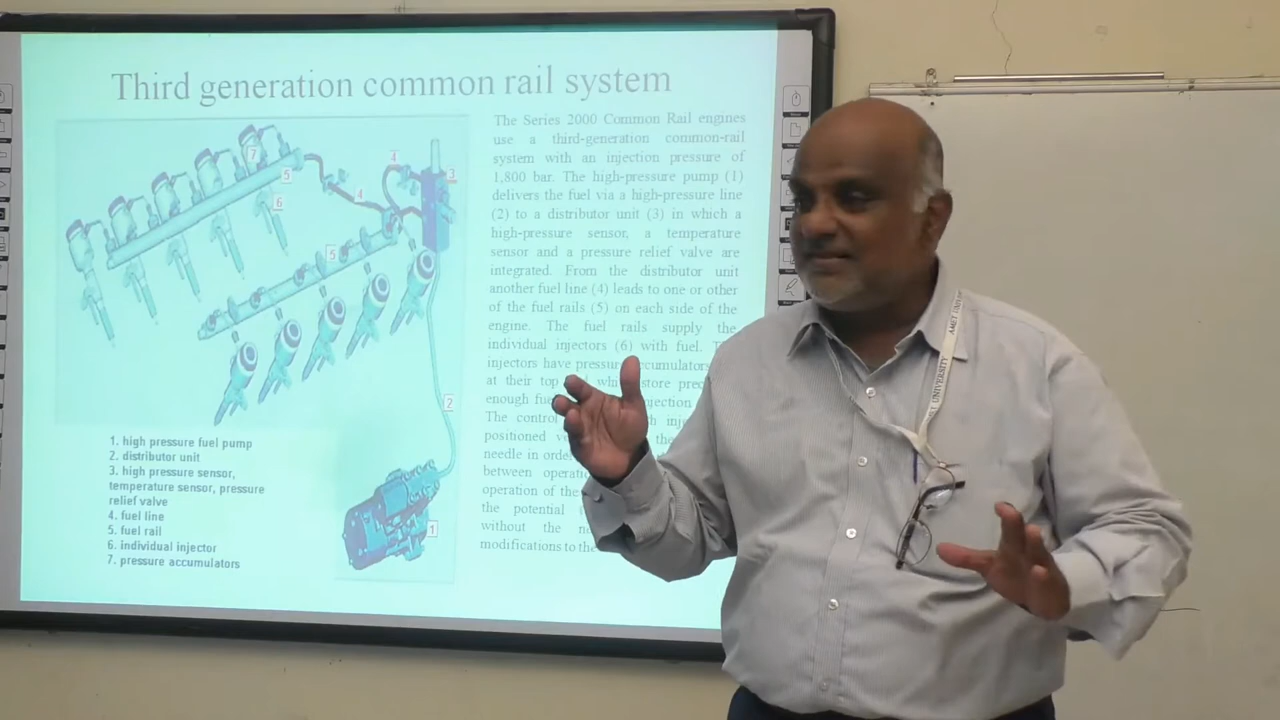 Third generation common rail system
The Series 2000 Common Rail engines
use a third-generation common-rail
system with an injection pressure of
1,800 bar. The high-pressure pump (1)
delivers the fuel via a high-pressure line
(2) to a distributor unit (3) in which a
high-pressure sensor, a temperature
sensor and a pressure relief valve are
integrated. From the distributor unit
another fuel line (4) leads to one or other
of the fuel rails (5) on each side of the
engine. The fuel rails supply the
individual injectors (6) with fuel.
injectors have pressure accumulators
at their top store
enough
The control
positioned
needle in
between
operation of the
the potential
without the
modifications to the
7
5
6
4
4
3
5
2
1
1. high pressure fuel pump
2. distributor unit
3. high pressure sensor,
temperature sensor, pressure
relief valve
4. fuel line
5. fuel rail
6. individual injector
7. pressure accumulators
AMET
UNIVERSITY